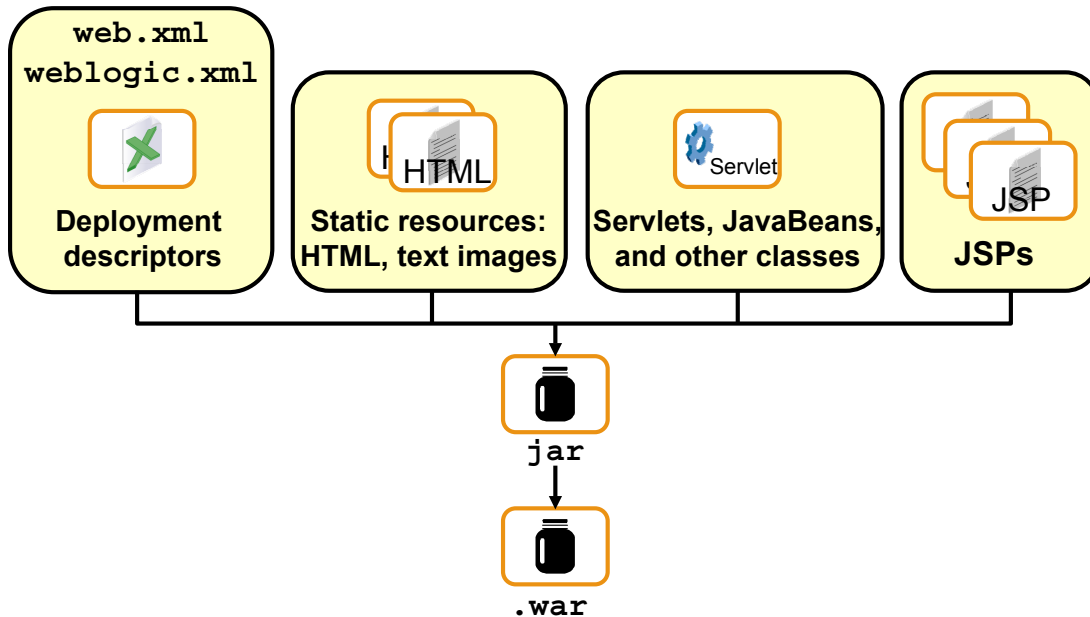 web.xml
weblogic.xml
Deployment
descriptors
HTML
Static resources:
HTML, text images
Servlet
Servlets, JavaBeans,
and other classes
JSP
JSPs
jar
.war